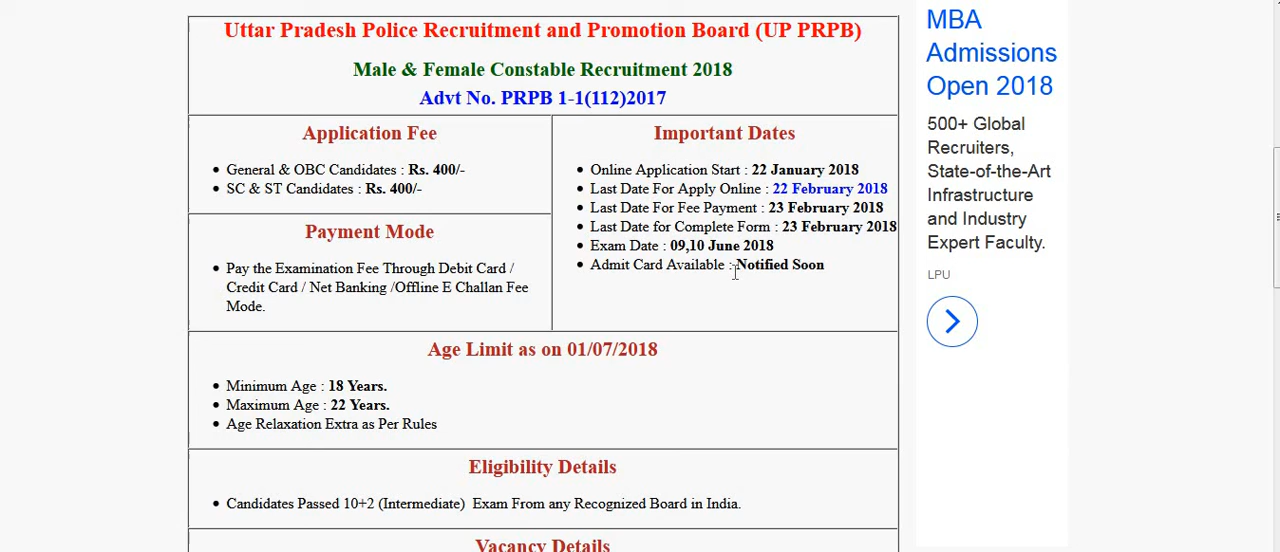 Uttar Pradesh Police Recruitment and Promotion Board (UP PRPB)
Male & Female Constable Recruitment 2018
Advt No. PRPB 1-1(112)2017
Application Fee
General & OBC Candidates : Rs. 400/-
SC & ST Candidates : Rs. 400/-
Payment Mode
Pay the Examination Fee Through Debit Card /
Credit Card / Net Banking /Offline E Challan Fee
Mode.
Important Dates
Online Application Start : 22 January 2018
Last Date For Apply Online : 22 February 2018
Last Date For Fee Payment : 23 February 2018
Last Date for Complete Form : 23 February 2018
Exam Date : 09,10 June 2018
Admit Card Available : Notified Soon
Age Limit as on 01/07/2018
Minimum Age : 18 Years.
Maximum Age : 22 Years.
Age Relaxation Extra as Per Rules
Eligibility Details
Candidates Passed 10+2 (Intermediate) Exam From any Recognized Board in India.
Vacancy Details
MBA
Admissions
Open 2018
500+ Global
Recruiters,
State-of-the-Art
Infrastructure
and Industry
Expert Faculty.
LPU